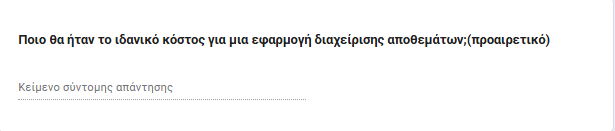 Ποιο θα ήταν το ιδανικό κόστος για μια εφαρμογή διαχείρισης αποθεμάτων;(προαιρετικό)
Κείμενο σύντομης απάντησης